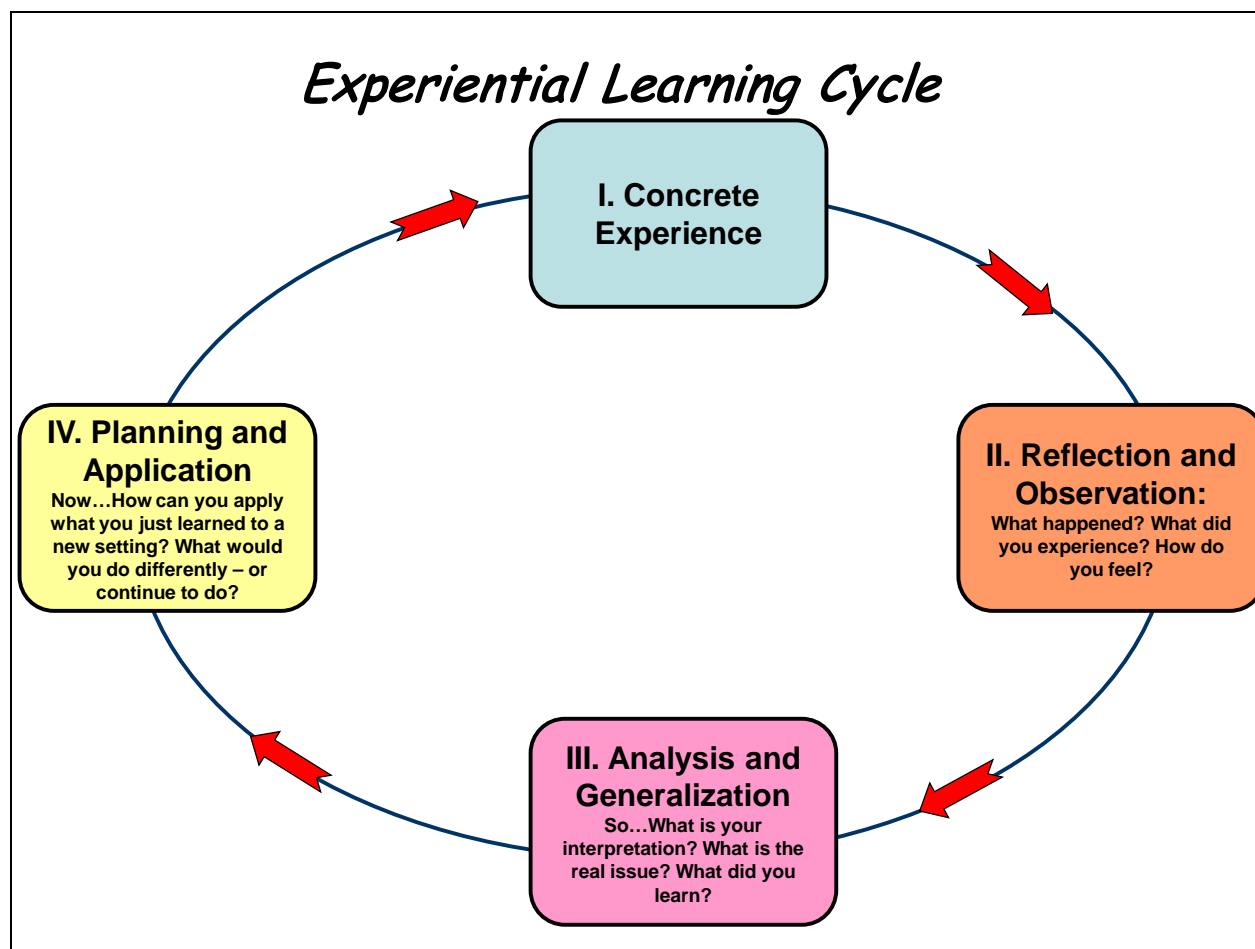 Experiential Learning Cycle
I. Concrete
Experience
II. Reflection and
Observation:
What happened? What did
you experience? How do
you feel?
III. Analysis and
Generalization
So…What is your
interpretation? What is the
real issue? What did you
learn?
IV. Planning and
Application
Now…How can you apply
what you just learned to a
new setting? What would
you do differently – or
continue to do?